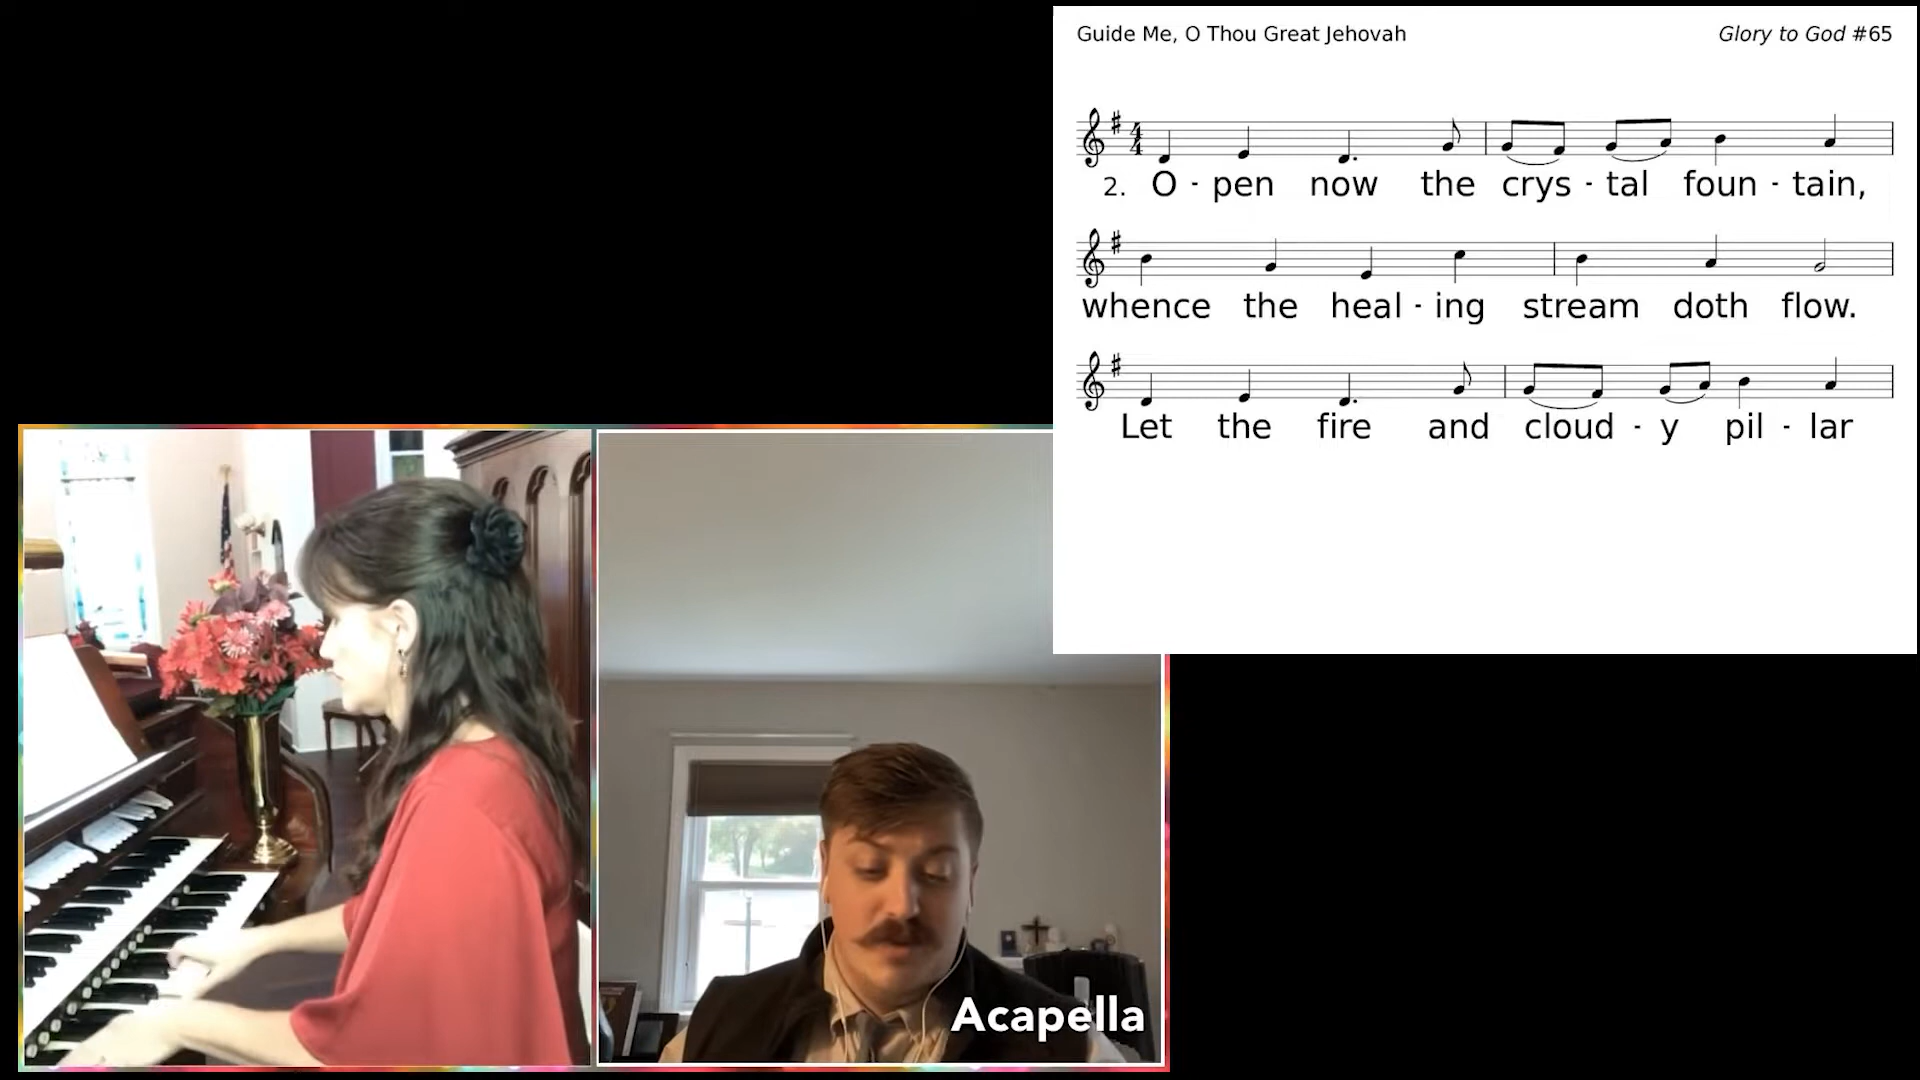 Guide Me, O Thou Great Jehovah
Glory to God #65
2. O - pen now the crys - tal foun - tain,
whence the heal - ing stream doth flow.
Let the fire and cloud - y pil - lar
Acapella